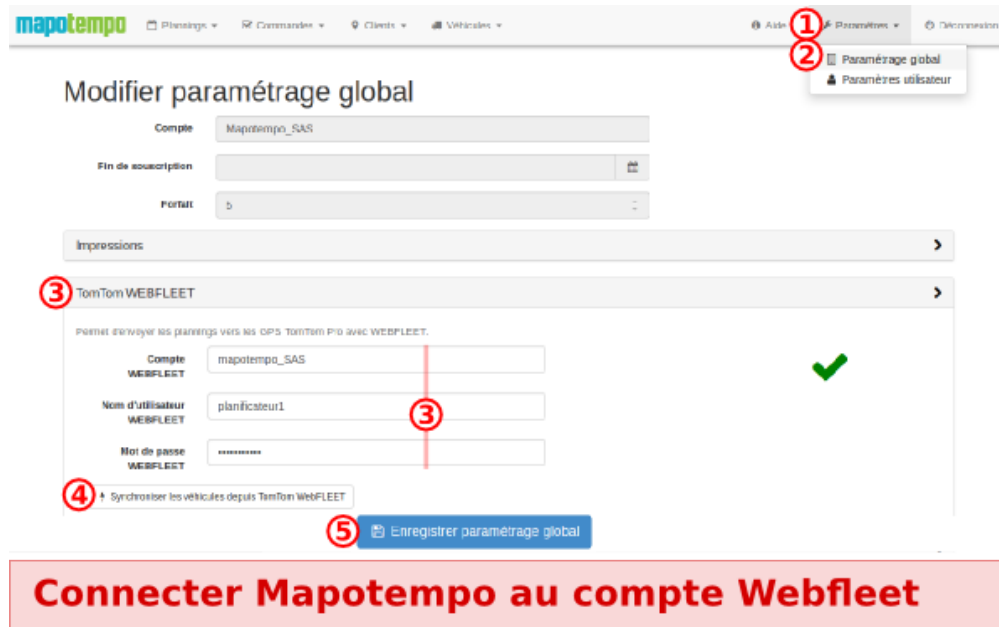 mapotempo Plannings Commandes Clients Véhicules Aide 1 Paramètres Déconnexion
2 Paramétrage global
Paramètres utilisateur
Modifier paramétrage global
Compte Mapotempo_SAS
Fin de souscription
Forfait 5
Impressions
3 TomTom WEBFLEET
Permet d'envoyer les plannings vers les GPS TomTom Pro avec WEBFLEET.
Compte mapotempo_SAS
WEBFLEET
Nom d'utilisateur planificateur1
WEBFLEET 3
Mot de passe ••••••••••••
WEBFLEET
4 Synchroniser les véhicules depuis TomTom WebFLEET
5 Enregistrer paramétrage global
Connecter Mapotempo au compte Webfleet